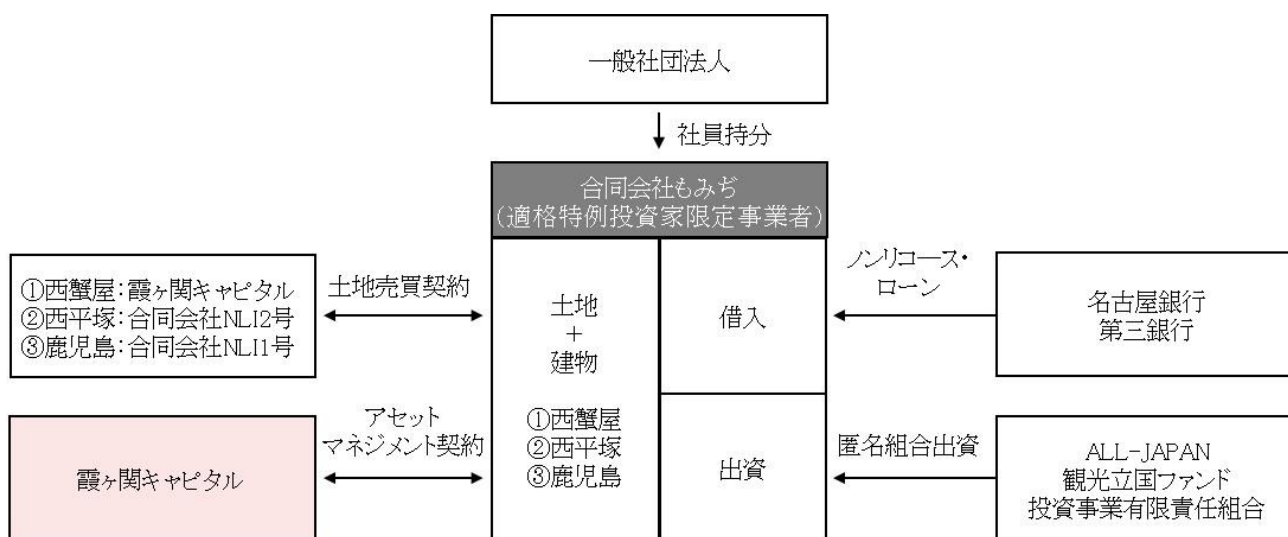 一般社団法人
社員持分
合同会社もみぢ
(適格特例投資家限定事業者)
①西蟹屋:霞ヶ関キャピタル
②西平塚:合同会社NLI2号
③鹿児島:合同会社NLI1号
土地売買契約
土地
+
建物
①西蟹屋
②西平塚
③鹿児島
借入
ノンリコース・
ローン
名古屋銀行
第三銀行
霞ヶ関キャピタル
アセット
マネジメント契約
出資
匿名組合出資
ALL-JAPAN
観光立国ファンド
投資事業有限責任組合